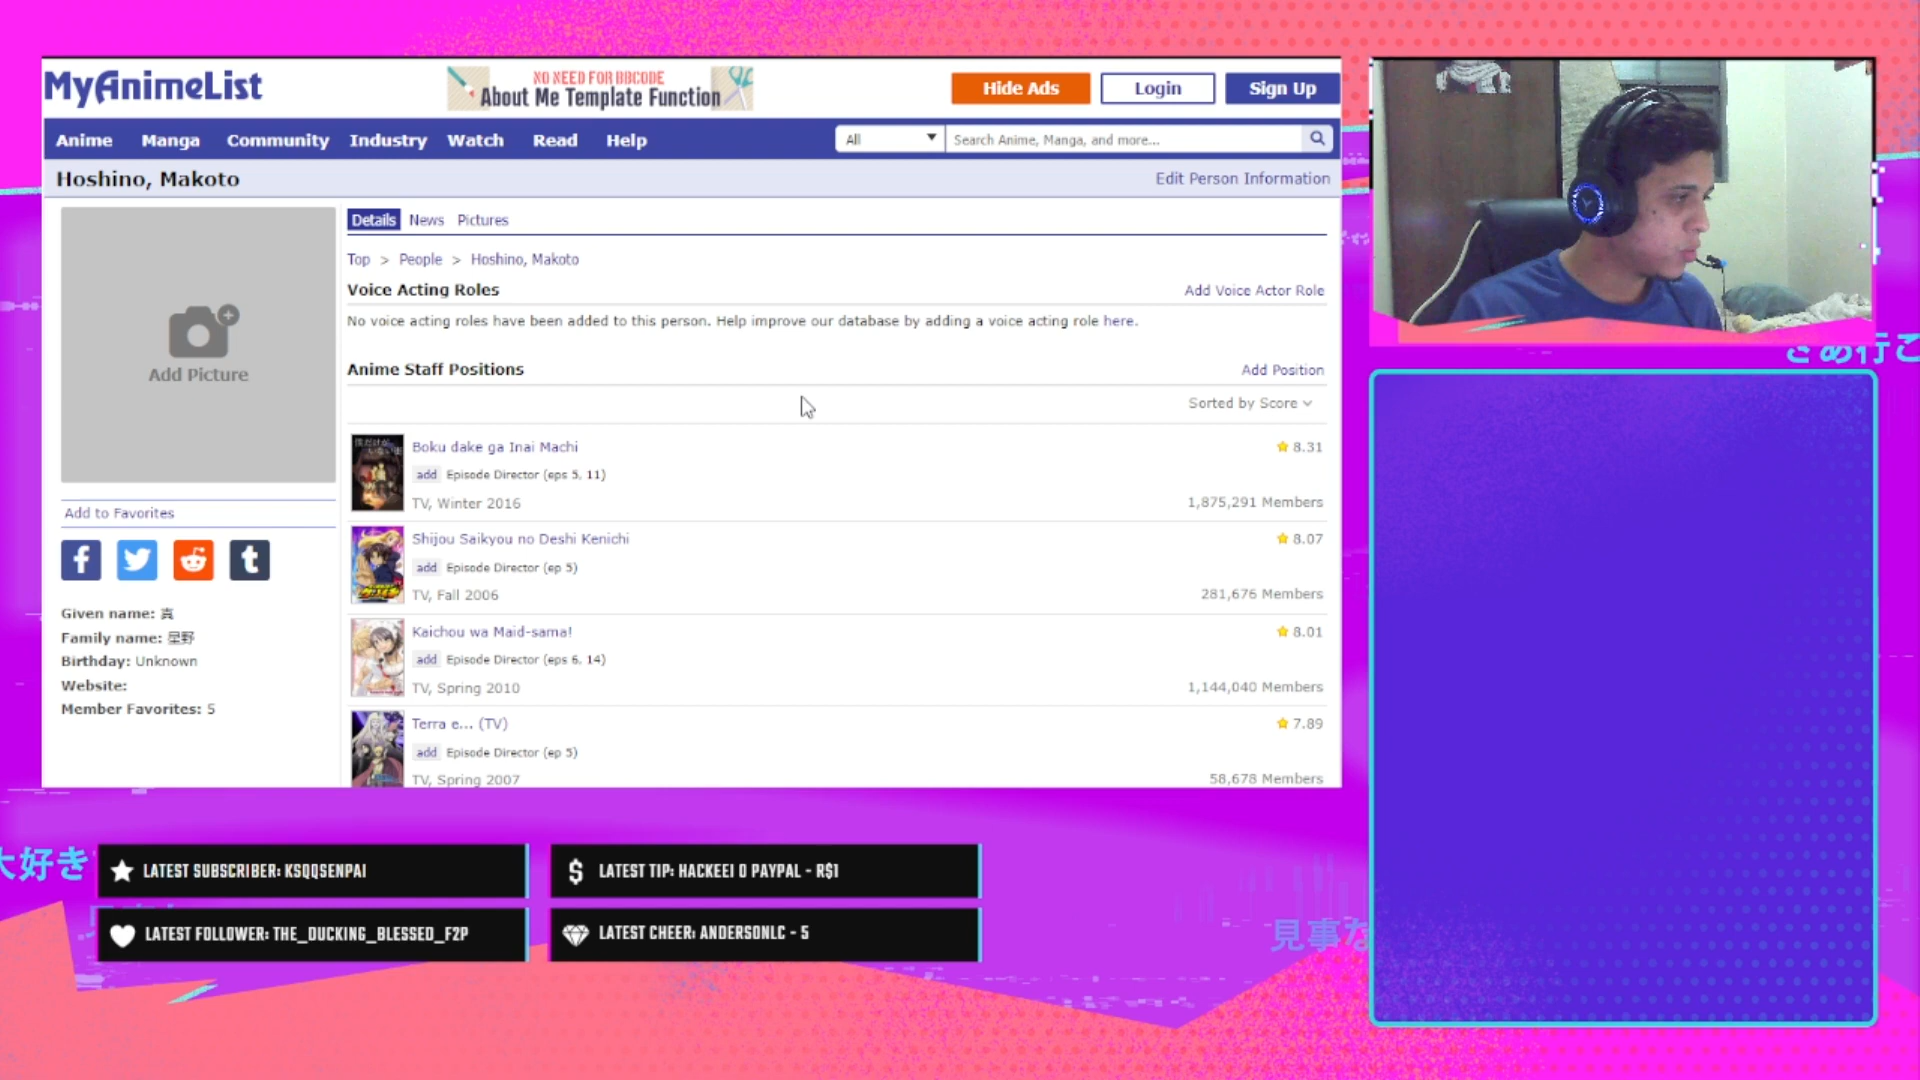 MyAnimeList
NO NEED FOR BBCODE
About Me Template Function
Hide Ads
Login
Sign Up
Anime Manga Community Industry Watch Read Help
All
Search Anime, Manga, and more...
Hoshino, Makoto
Edit Person Information
Details News Pictures
Top > People > Hoshino, Makoto
Voice Acting Roles
Add Voice Actor Role
No voice acting roles have been added to this person. Help improve our database by adding a voice acting role here.
Anime Staff Positions
Add Position
Sorted by Score
Boku dake ga Inai Machi
8.31
add Episode Director (eps 5, 11)
TV, Winter 2016
1,875,291 Members
Shijou Saikyou no Deshi Kenichi
8.07
add Episode Director (ep 5)
TV, Fall 2006
281,676 Members
Kaichou wa Maid-sama!
8.01
add Episode Director (eps 6, 14)
TV, Spring 2010
1,144,040 Members
Terra e... (TV)
7.89
add Episode Director (ep 5)
TV, Spring 2007
58,678 Members
Add Picture
Add to Favorites
Given name: 真
Family name: 星野
Birthday: Unknown
Website:
Member Favorites: 5
大好き
LATEST SUBSCRIBER: KSQQSENPAI
LATEST TIP: HACKEEI O PAYPAL - R$1
LATEST FOLLOWER: THE_DUCKING_BLESSED_F2P
LATEST CHEER: ANDERSONLC - 5
見事な